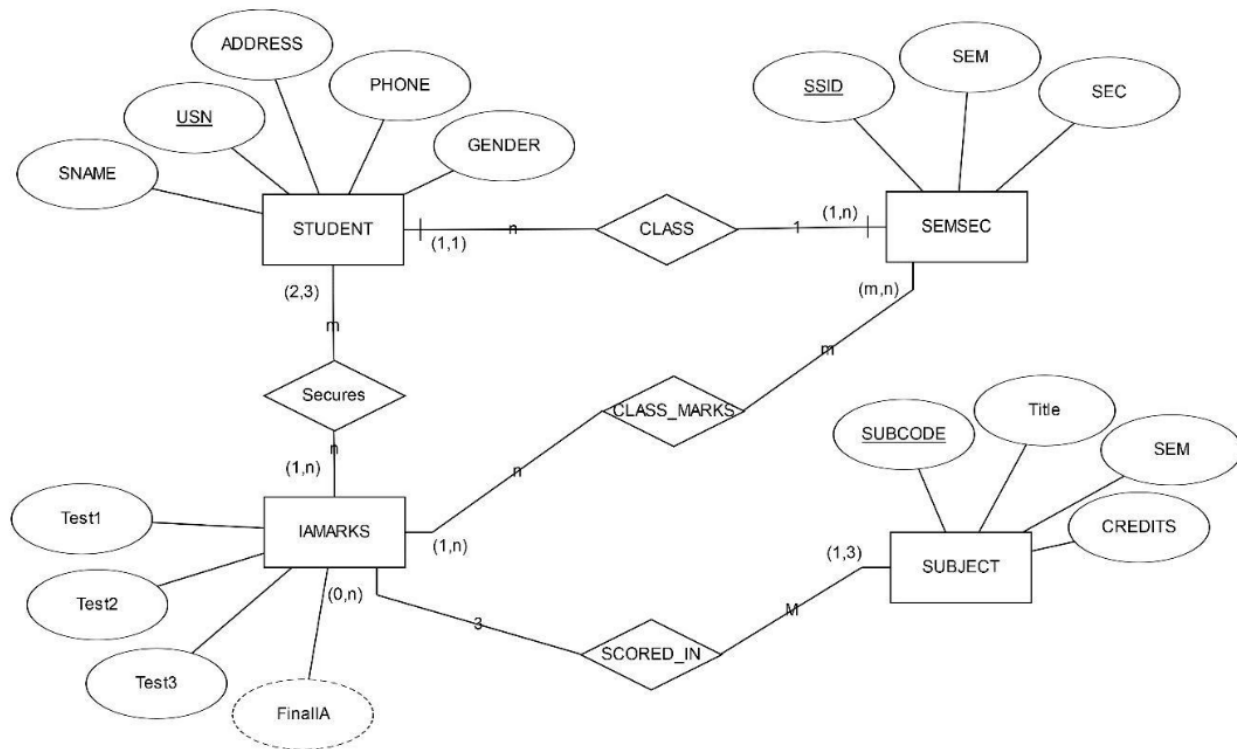 ADDRESS
SEM
PHONE
SSID
SEC
USN
GENDER
SNAME
STUDENT
(1,1)
n
CLASS
1
(1,n)
SEMSEC
(2,3)
m
(m,n)
m
Secures
CLASS_MARKS
n
(1,n)
n
(1,n)
SUBCODE
Title
SEM
CREDITS
Test1
IAMARKS
(1,3)
SUBJECT
Test2
(0,n)
3
M
SCORED_IN
Test3
FinalIA